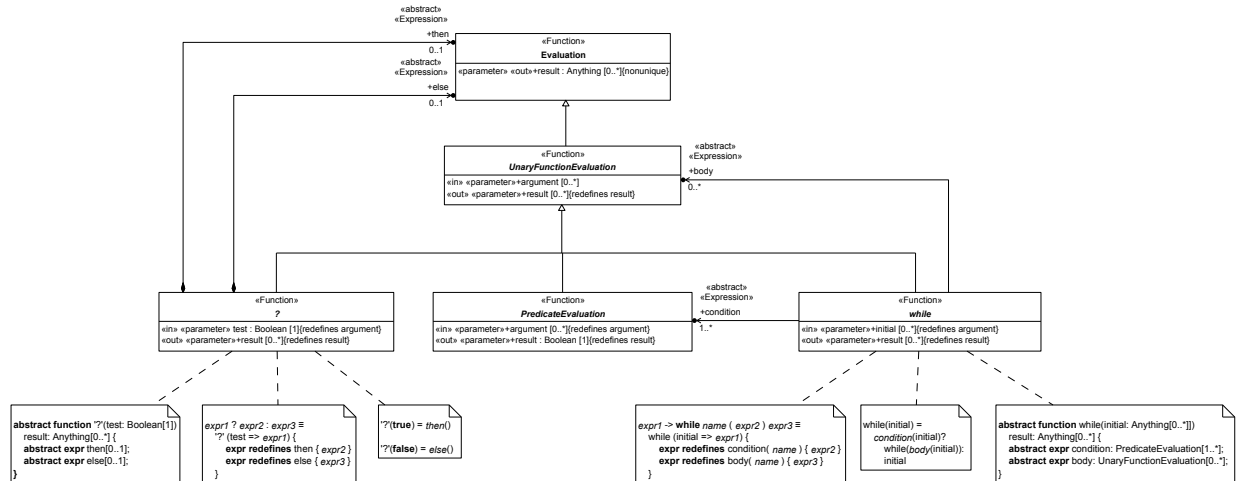 «abstract»
«Expression»
+then
0..1
«abstract»
«Expression»
+else
0..1
«Function»
Evaluation
«parameter» «out»+result : Anything [0..*]{nonunique}
«Function»
UnaryFunctionEvaluation
«in» «parameter»+argument [0..*]
«out» «parameter»+result [0..*]{redefines result}
«abstract»
«Expression»
+body
0..*
«Function»
?
«in» «parameter» test : Boolean [1]{redefines argument}
«out» «parameter»+result [0..*]{redefines result}
«Function»
PredicateEvaluation
«in» «parameter»+argument [0..*]{redefines argument}
«out» «parameter»+result : Boolean [1]{redefines result}
«abstract»
«Expression»
+condition
1..*
«Function»
while
«in» «parameter»+initial [0..*]{redefines argument}
«out» «parameter»+result [0..*]{redefines result}
abstract function '?'(test: Boolean[1])
result: Anything[0..*] {
abstract expr then[0..1];
abstract expr else[0..1];
}
expr1 ? expr2 : expr3 ≡
'?' (test => expr1) {
expr redefines then { expr2 }
expr redefines else { expr3 }
}
'?'(true) = then()
'?'(false) = else()
expr1 -> while name ( expr2 ) expr3 ≡
while (initial => expr1) {
expr redefines condition( name ) { expr2 }
expr redefines body( name ) { expr3 }
}
while(initial) =
condition(initial)?
while(body(initial)):
initial
abstract function while(initial: Anything[0..*])
result: Anything[0..*] {
abstract expr condition: PredicateEvaluation[1..*];
abstract expr body: UnaryFunctionEvaluation[0..*];
}